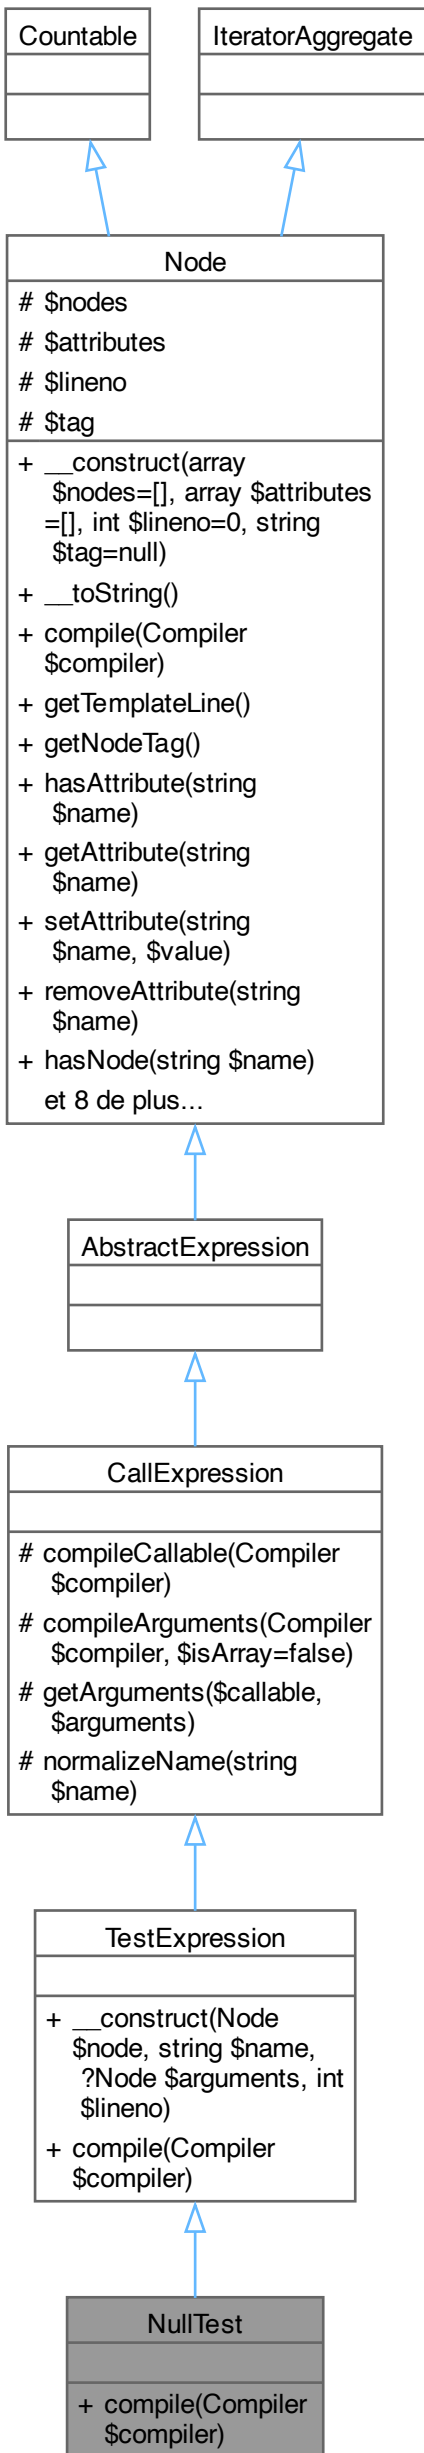 Countable
IteratorAggregate
Node
# $nodes
# $attributes
# $lineno
# $tag
+ __construct(array
$nodes=[], array $attributes
=[], int $lineno=0, string
$tag=null)
+ __toString()
+ compile(Compiler
$compiler)
+ getTemplateLine()
+ getNodeTag()
+ hasAttribute(string
$name)
+ getAttribute(string
$name)
+ setAttribute(string
$name, $value)
+ removeAttribute(string
$name)
+ hasNode(string $name)
et 8 de plus...
AbstractExpression
CallExpression
# compileCallable(Compiler
$compiler)
# compileArguments(Compiler
$compiler, $isArray=false)
# getArguments($callable,
$arguments)
# normalizeName(string
$name)
TestExpression
+ __construct(Node
$node, string $name,
?Node $arguments, int
$lineno)
+ compile(Compiler
$compiler)
NullTest
+ compile(Compiler
$compiler)